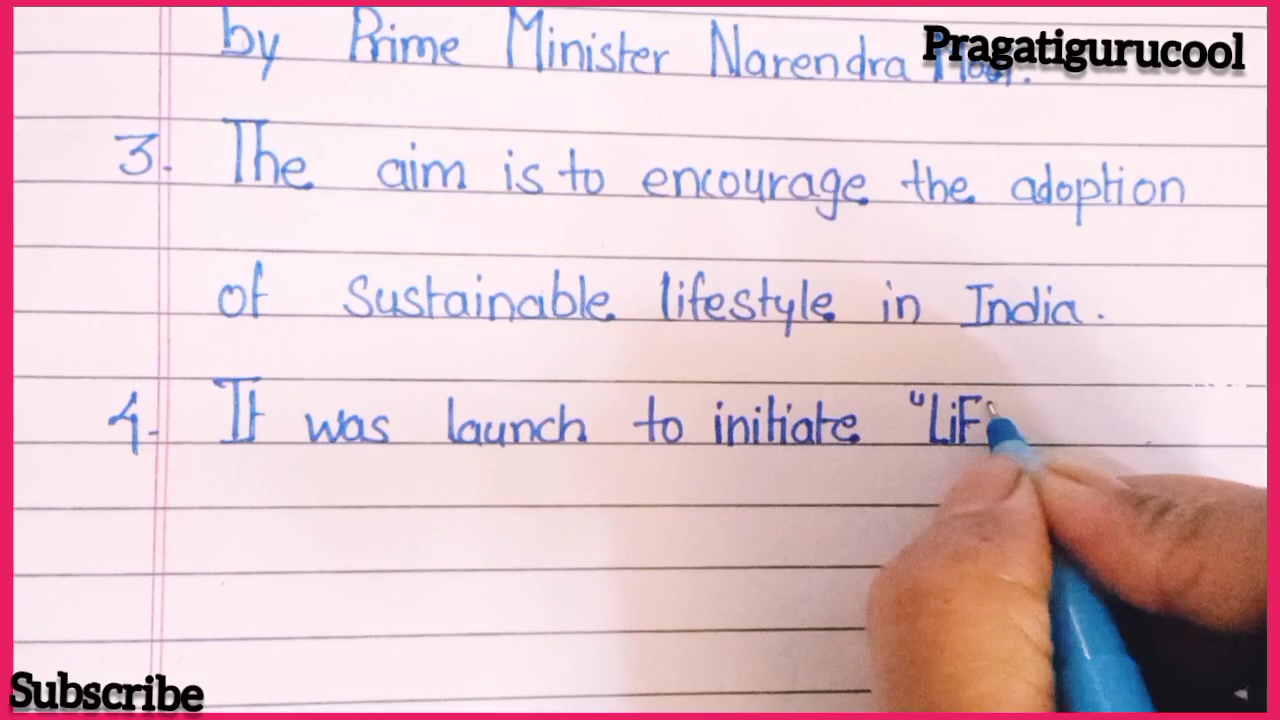 by Prime Minister Narendra
Pragatigurucool
3. The aim is to encourage the adoption
of sustainable lifestyle in India.
4. It was launch to initiate "LiF
Subscribe